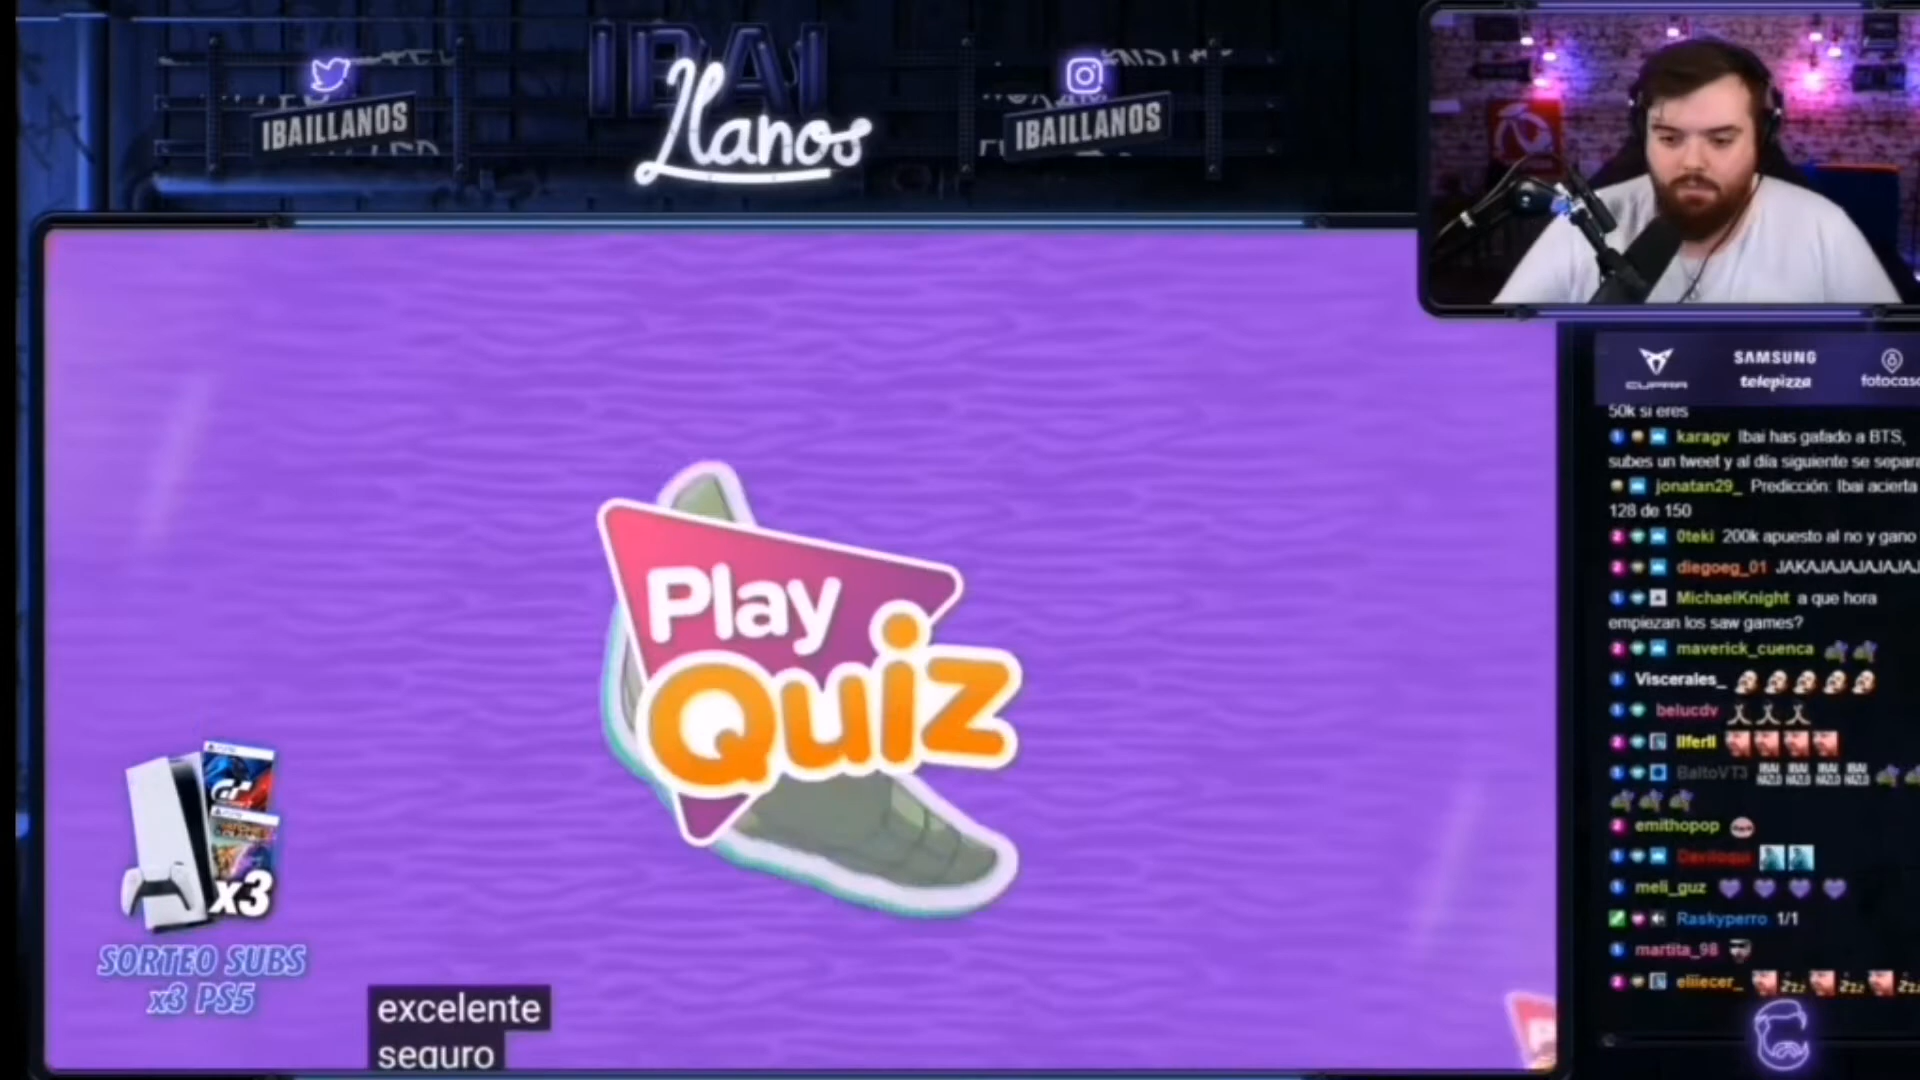 IBAI
Llanos
IBAILLANOS
IBAILLANOS
Play
Quiz
x3
SORTEO SUBS
x3 PS5
excelente
seguro
CUPRA
SAMSUNG
telepizza
fotocasa
50k si eres
karagv Ibai has gafado a BTS,
subes un tweet y al día siguiente se separa
jonatan29_ Predicción: Ibai acierta
128 de 150
0teki 200k apuesto al no y gano
diegoeg_01 JAKAJAJAJAJAJAJ
MichaelKnight a que hora
empiezan los saw games?
maverick_cuenca
Viscerales_
belucdv
llferll
BaltoVT3
emithopop
meli_guz
Raskyperro 1/1
martita_98
eliiecer_